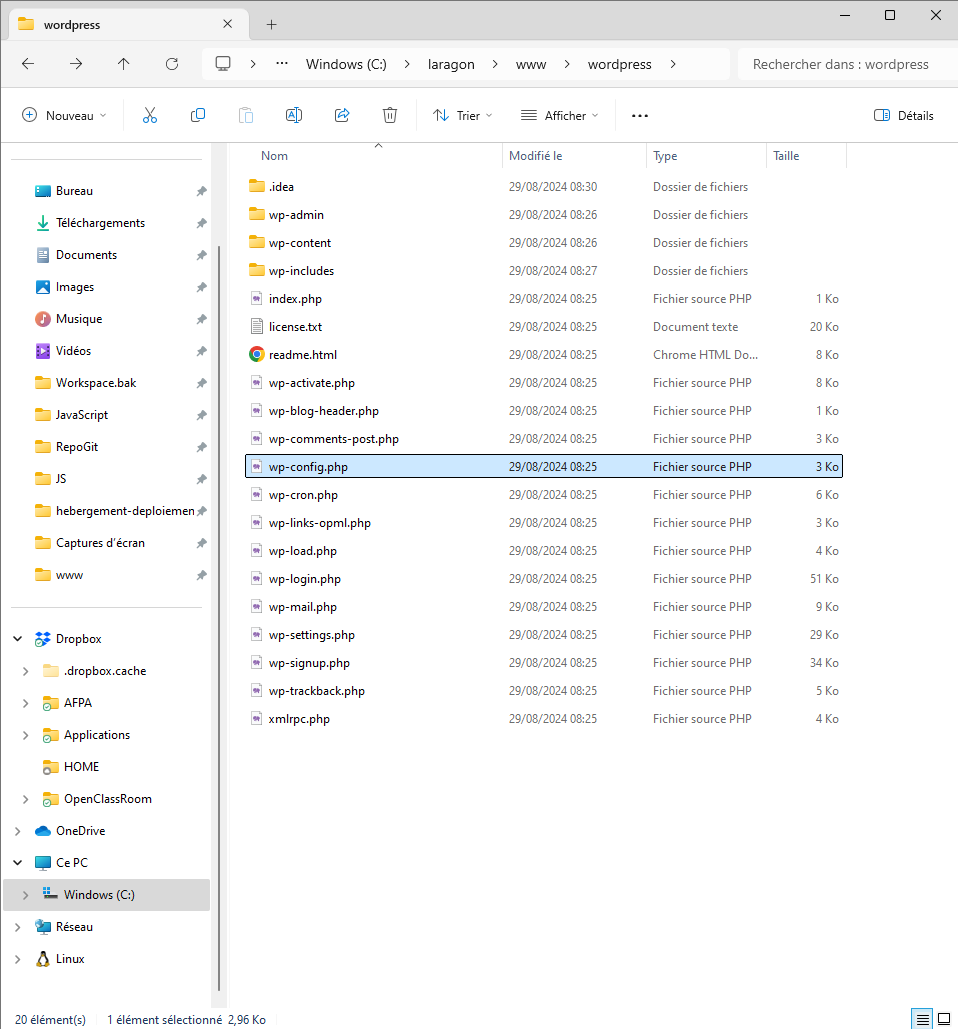 wordpress
Windows (C:) laragon www wordpress Rechercher dans : wordpress
Nouveau Trier Afficher Détails
Bureau
Téléchargements
Documents
Images
Musique
Vidéos
Workspace.bak
JavaScript
RepoGit
JS
hebergement-deploiemen
Captures d'écran
www
Dropbox
.dropbox.cache
AFPA
Applications
HOME
OpenClassRoom
OneDrive
Ce PC
Windows (C:)
Réseau
Linux
Nom Modifié le Type Taille
.idea 29/08/2024 08:30 Dossier de fichiers
wp-admin 29/08/2024 08:26 Dossier de fichiers
wp-content 29/08/2024 08:26 Dossier de fichiers
wp-includes 29/08/2024 08:27 Dossier de fichiers
index.php 29/08/2024 08:25 Fichier source PHP 1 Ko
license.txt 29/08/2024 08:25 Document texte 20 Ko
readme.html 29/08/2024 08:25 Chrome HTML Do... 8 Ko
wp-activate.php 29/08/2024 08:25 Fichier source PHP 8 Ko
wp-blog-header.php 29/08/2024 08:25 Fichier source PHP 1 Ko
wp-comments-post.php 29/08/2024 08:25 Fichier source PHP 3 Ko
wp-config.php 29/08/2024 08:25 Fichier source PHP 3 Ko
wp-cron.php 29/08/2024 08:25 Fichier source PHP 6 Ko
wp-links-opml.php 29/08/2024 08:25 Fichier source PHP 3 Ko
wp-load.php 29/08/2024 08:25 Fichier source PHP 4 Ko
wp-login.php 29/08/2024 08:25 Fichier source PHP 51 Ko
wp-mail.php 29/08/2024 08:25 Fichier source PHP 9 Ko
wp-settings.php 29/08/2024 08:25 Fichier source PHP 29 Ko
wp-signup.php 29/08/2024 08:25 Fichier source PHP 34 Ko
wp-trackback.php 29/08/2024 08:25 Fichier source PHP 5 Ko
xmlrpc.php 29/08/2024 08:25 Fichier source PHP 4 Ko
20 élément(s) 1 élément sélectionné 2,96 Ko